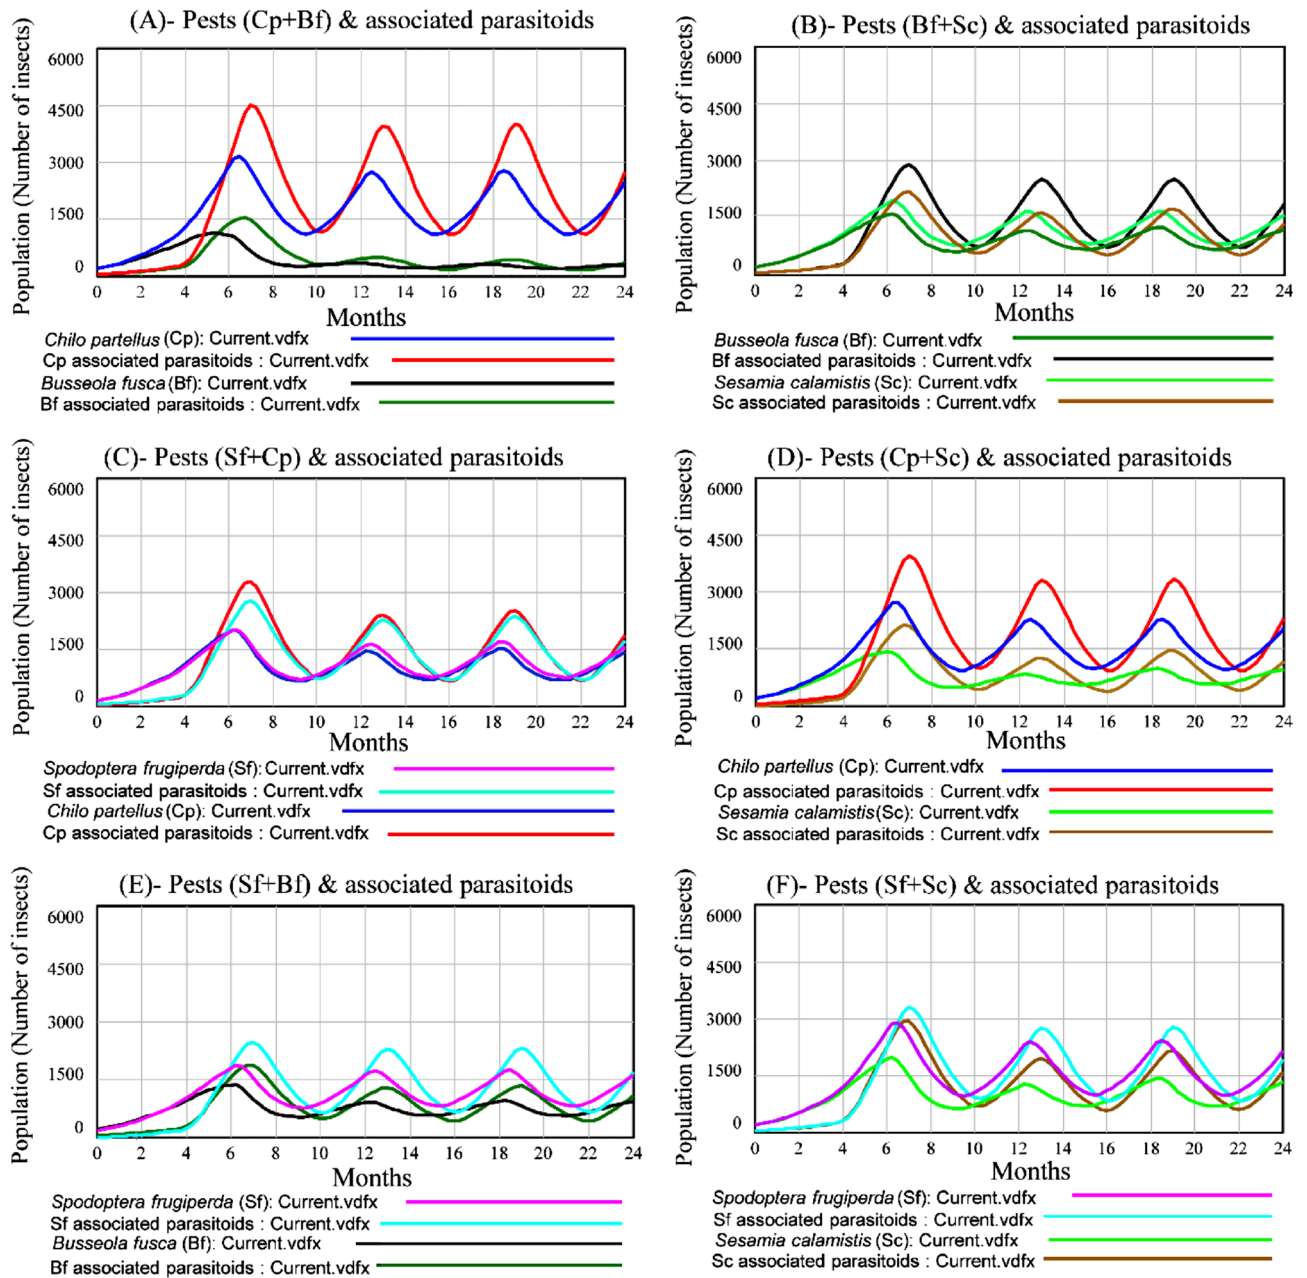 (A)- Pests (Cp+Bf) & associated parasitoids
Population (Number of insects)
6000
4500
3000
1500
0
0 2 4 6 8 10 12 14 16 18 20 22 24
Months
Chilo partellus (Cp): Current.vdfx
Cp associated parasitoids : Current.vdfx
Busseola fusca (Bf): Current.vdfx
Bf associated parasitoids : Current.vdfx
(B)- Pests (Bf+Sc) & associated parasitoids
Population (Number of insects)
6000
4500
3000
1500
0
0 2 4 6 8 10 12 14 16 18 20 22 24
Months
Busseola fusca (Bf): Current.vdfx
Bf associated parasitoids : Current.vdfx
Sesamia calamistis (Sc): Current.vdfx
Sc associated parasitoids : Current.vdfx
(C)- Pests (Sf+Cp) & associated parasitoids
Population (Number of insects)
6000
4500
3000
1500
0
0 2 4 6 8 10 12 14 16 18 20 22 24
Months
Spodoptera frugiperda (Sf): Current.vdfx
Sf associated parasitoids : Current.vdfx
Chilo partellus (Cp): Current.vdfx
Cp associated parasitoids : Current.vdfx
(D)- Pests (Cp+Sc) & associated parasitoids
Population (Number of insects)
6000
4500
3000
1500
0
0 2 4 6 8 10 12 14 16 18 20 22 24
Months
Chilo partellus (Cp): Current.vdfx
Cp associated parasitoids : Current.vdfx
Sesamia calamistis (Sc): Current.vdfx
Sc associated parasitoids : Current.vdfx
(E)- Pests (Sf+Bf) & associated parasitoids
Population (Number of insects)
6000
4500
3000
1500
0
0 2 4 6 8 10 12 14 16 18 20 22 24
Months
Spodoptera frugiperda (Sf): Current.vdfx
Sf associated parasitoids : Current.vdfx
Busseola fusca (Bf): Current.vdfx
Bf associated parasitoids : Current.vdfx
(F)- Pests (Sf+Sc) & associated parasitoids
Population (Number of insects)
6000
4500
3000
1500
0
0 2 4 6 8 10 12 14 16 18 20 22 24
Months
Spodoptera frugiperda (Sf): Current.vdfx
Sf associated parasitoids : Current.vdfx
Sesamia calamistis (Sc): Current.vdfx
Sc associated parasitoids : Current.vdfx